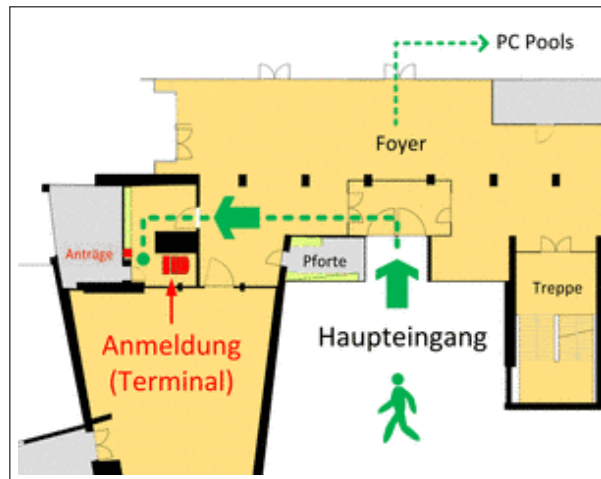 PC Pools
Foyer
Anträge
Pforte
Treppe
Anmeldung
(Terminal)
Haupteingang